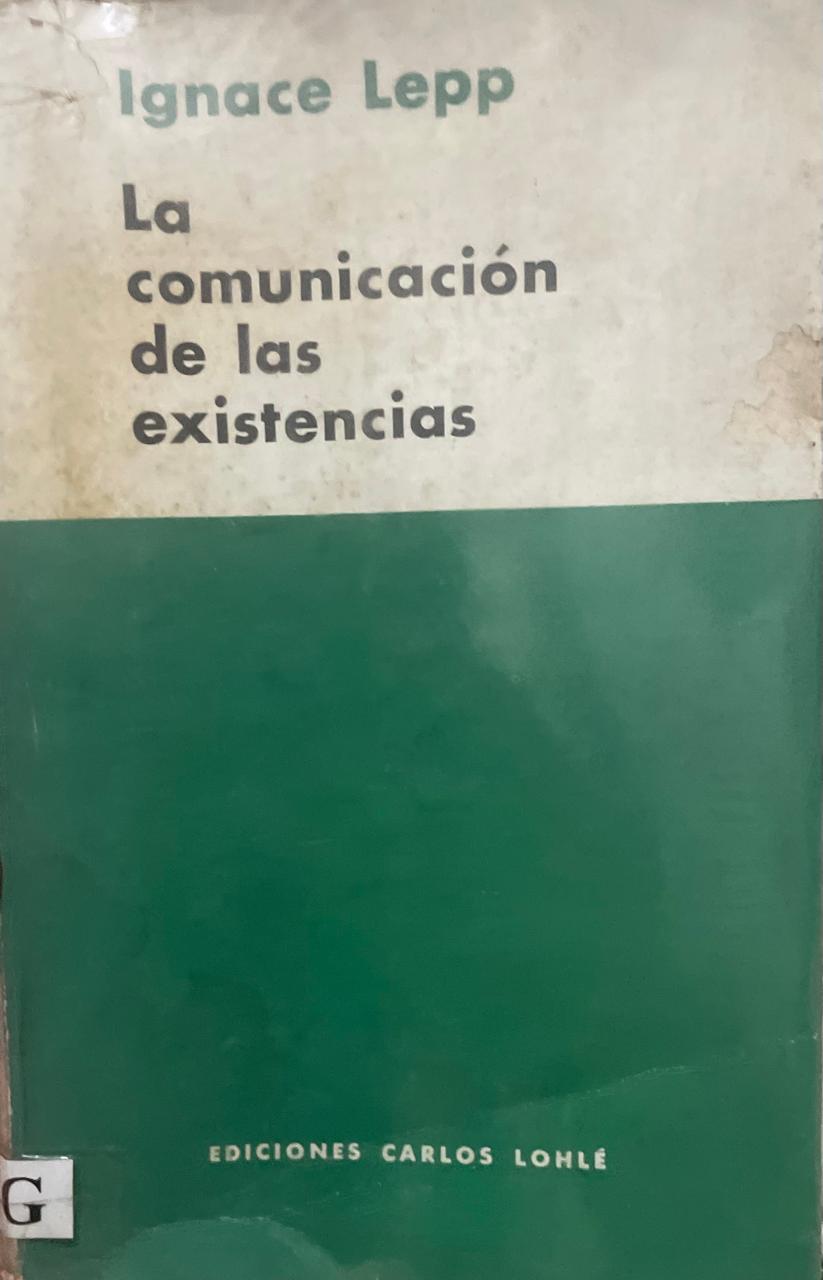 Ignace Lepp
La
comunicación
de las
existencias
EDICIONES CARLOS LOHLÉ
G